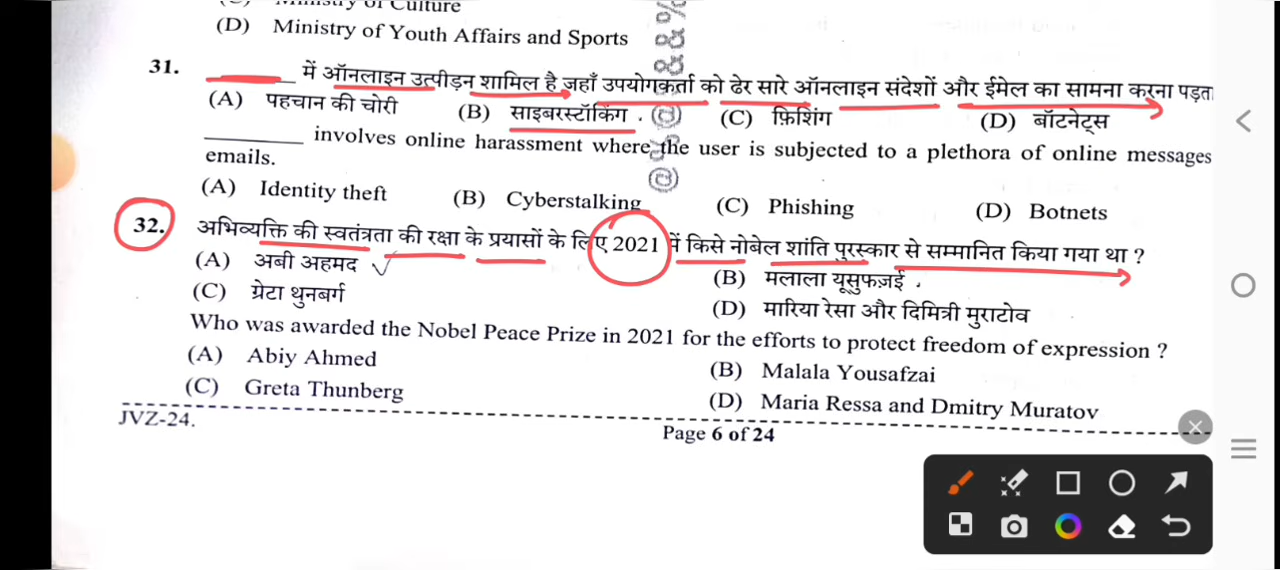 Culture
(D) Ministry of Youth Affairs and Sports
31. ______ में ऑनलाइन उत्पीड़न शामिल है जहाँ उपयोगकर्ता को ढेर सारे ऑनलाइन संदेशों और ईमेल का सामना करना पड़ता
(A) पहचान की चोरी (B) साइबरस्टॉकिंग (C) फ़िशिंग (D) बॉटनेट्स
______ involves online harassment where the user is subjected to a plethora of online messages
emails.
(A) Identity theft (B) Cyberstalking (C) Phishing (D) Botnets
32. अभिव्यक्ति की स्वतंत्रता की रक्षा के प्रयासों के लिए 2021 में किसे नोबेल शांति पुरस्कार से सम्मानित किया गया था ?
(A) अबी अहमद (B) मलाला यूसुफज़ई
(C) ग्रेटा थुनबर्ग (D) मारिया रेसा और दिमित्री मुराटोव
Who was awarded the Nobel Peace Prize in 2021 for the efforts to protect freedom of expression ?
(A) Abiy Ahmed (B) Malala Yousafzai
(C) Greta Thunberg (D) Maria Ressa and Dmitry Muratov
JVZ-24. Page 6 of 24